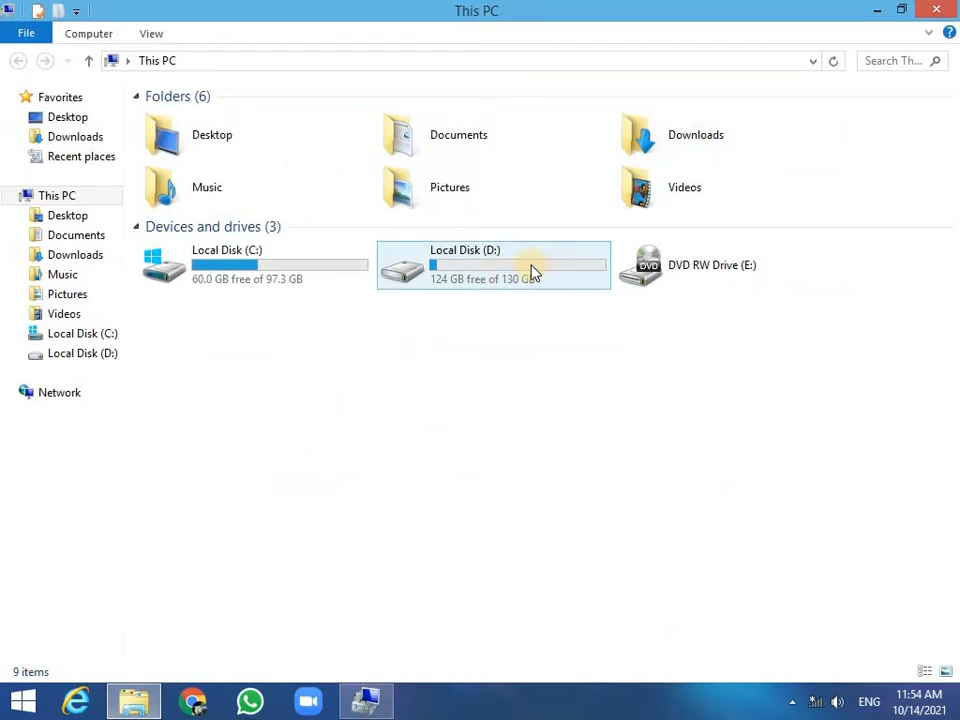 This PC
File Computer View
This PC
Search Th...
Favorites
Desktop
Downloads
Recent places
This PC
Desktop
Documents
Downloads
Music
Pictures
Videos
Local Disk (C:)
Local Disk (D:)
Network
Folders (6)
Desktop Documents Downloads
Music Pictures Videos
Devices and drives (3)
Local Disk (C:)
60.0 GB free of 97.3 GB
Local Disk (D:)
124 GB free of 130 GB
DVD
DVD RW Drive (E:)
9 items
ENG
11:54 AM
10/14/2021